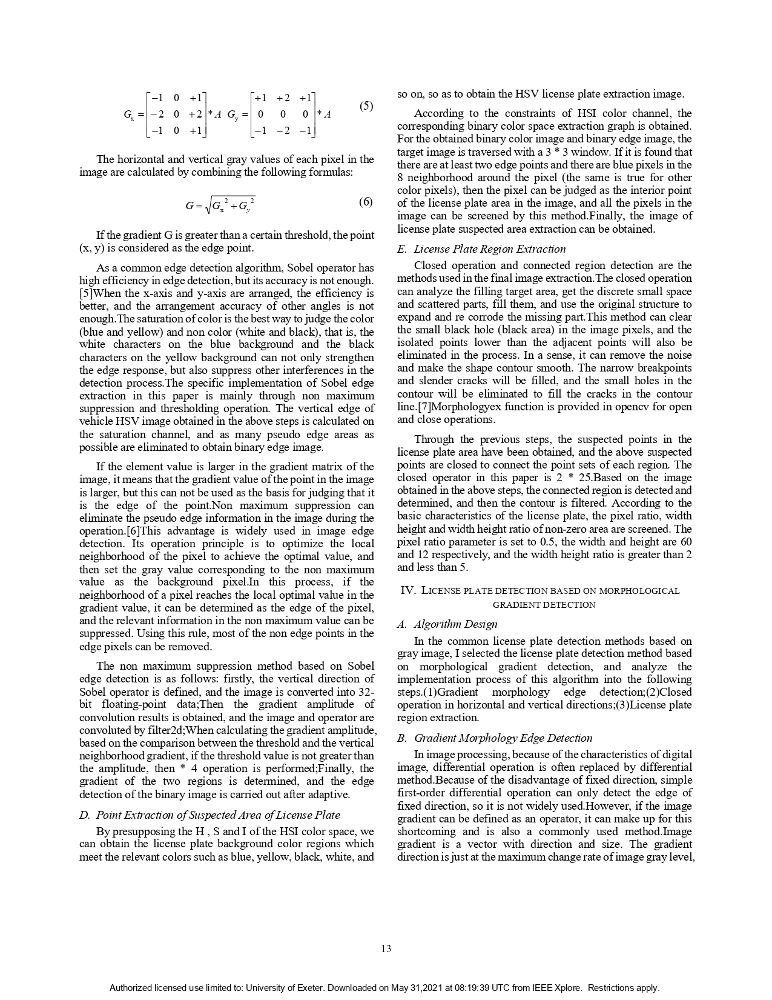 −1 0 +1 +1 +2 +1
Gx = −2 0 +2 * A Gy = 0 0 0 * A (5)
−1 0 +1 −1 −2 −1
The horizontal and vertical gray values of each pixel in the
image are calculated by combining the following formulas:
G = √Gx² + Gy² (6)
If the gradient G is greater than a certain threshold, the point
(x, y) is considered as the edge point.
As a common edge detection algorithm, Sobel operator has
high efficiency in edge detection, but its accuracy is not enough.
[5]When the x-axis and y-axis are arranged, the efficiency is
better, and the arrangement accuracy of other angles is not
enough.The saturation of color is the best way to judge the color
(blue and yellow) and non color (white and black), that is, the
white characters on the blue background and the black
characters on the yellow background can not only strengthen
the edge response, but also suppress other interferences in the
detection process.The specific implementation of Sobel edge
extraction in this paper is mainly through non maximum
suppression and thresholding operation. The vertical edge of
vehicle HSV image obtained in the above steps is calculated on
the saturation channel, and as many pseudo edge areas as
possible are eliminated to obtain binary edge image.
If the element value is larger in the gradient matrix of the
image, it means that the gradient value of the point in the image
is larger, but this can not be used as the basis for judging that it
is the edge of the point.Non maximum suppression can
eliminate the pseudo edge information in the image during the
operation.[6]This advantage is widely used in image edge
detection. Its operation principle is to optimize the local
neighborhood of the pixel to achieve the optimal value, and
then set the gray value corresponding to the non maximum
value as the background pixel.In this process, if the
neighborhood of a pixel reaches the local optimal value in the
gradient value, it can be determined as the edge of the pixel,
and the relevant information in the non maximum value can be
suppressed. Using this rule, most of the non edge points in the
edge pixels can be removed.
The non maximum suppression method based on Sobel
edge detection is as follows: firstly, the vertical direction of
Sobel operator is defined, and the image is converted into 32-
bit floating-point data;Then the gradient amplitude of
convolution results is obtained, and the image and operator are
convoluted by filter2d;When calculating the gradient amplitude,
based on the comparison between the threshold and the vertical
neighborhood gradient, if the threshold value is not greater than
the amplitude, then * 4 operation is performed;Finally, the
gradient of the two regions is determined, and the edge
detection of the binary image is carried out after adaptive.
D. Point Extraction of Suspected Area of License Plate
By presupposing the H , S and I of the HSI color space, we
can obtain the license plate background color regions which
meet the relevant colors such as blue, yellow, black, white, and
so on, so as to obtain the HSV license plate extraction image.
According to the constraints of HSI color channel, the
corresponding binary color space extraction graph is obtained.
For the obtained binary color image and binary edge image, the
target image is traversed with a 3 * 3 window. If it is found that
there are at least two edge points and there are blue pixels in the
8 neighborhood around the pixel (the same is true for other
color pixels), then the pixel can be judged as the interior point
of the license plate area in the image, and all the pixels in the
image can be screened by this method.Finally, the image of
license plate suspected area extraction can be obtained.
E. License Plate Region Extraction
Closed operation and connected region detection are the
methods used in the final image extraction.The closed operation
can analyze the filling target area, get the discrete small space
and scattered parts, fill them, and use the original structure to
expand and re corrode the missing part.This method can clear
the small black hole (black area) in the image pixels, and the
isolated points lower than the adjacent points will also be
eliminated in the process. In a sense, it can remove the noise
and make the shape contour smooth. The narrow breakpoints
and slender cracks will be filled, and the small holes in the
contour will be eliminated to fill the cracks in the contour
line.[7]Morphologyex function is provided in opencv for open
and close operations.
Through the previous steps, the suspected points in the
license plate area have been obtained, and the above suspected
points are closed to connect the point sets of each region. The
closed operator in this paper is 2 * 25.Based on the image
obtained in the above steps, the connected region is detected and
determined, and then the contour is filtered. According to the
basic characteristics of the license plate, the pixel ratio, width
height and width height ratio of non-zero area are screened. The
pixel ratio parameter is set to 0.5, the width and height are 60
and 12 respectively, and the width height ratio is greater than 2
and less than 5.
IV. LICENSE PLATE DETECTION BASED ON MORPHOLOGICAL
GRADIENT DETECTION
A. Algorithm Design
In the common license plate detection methods based on
gray image, I selected the license plate detection method based
on morphological gradient detection, and analyze the
implementation process of this algorithm into the following
steps.(1)Gradient morphology edge detection;(2)Closed
operation in horizontal and vertical directions;(3)License plate
region extraction.
B. Gradient Morphology Edge Detection
In image processing, because of the characteristics of digital
image, differential operation is often replaced by differential
method.Because of the disadvantage of fixed direction, simple
first-order differential operation can only detect the edge of
fixed direction, so it is not widely used.However, if the image
gradient can be defined as an operator, it can make up for this
shortcoming and is also a commonly used method.Image
gradient is a vector with direction and size. The gradient
direction is just at the maximum change rate of image gray level,
13
Authorized licensed use limited to: University of Exeter. Downloaded on May 31,2021 at 08:19:39 UTC from IEEE Xplore. Restrictions apply.